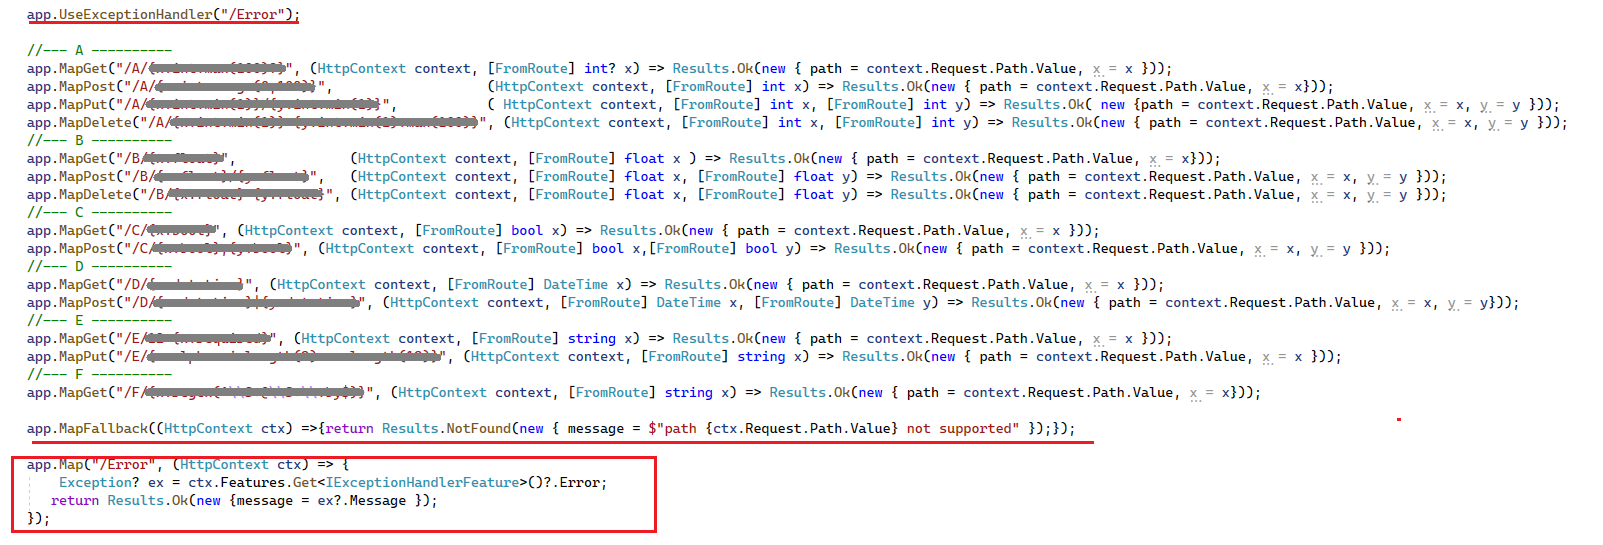 app.UseExceptionHandler("/Error");
//--- A ----------
app.MapGet("/A/", (HttpContext context, [FromRoute] int? x) => Results.Ok(new { path = context.Request.Path.Value, x = x }));
app.MapPost("/A/", (HttpContext context, [FromRoute] int x) => Results.Ok(new { path = context.Request.Path.Value, x = x}));
app.MapPut("/A/", ( HttpContext context, [FromRoute] int x, [FromRoute] int y) => Results.Ok( new {path = context.Request.Path.Value, x = x, y = y }));
app.MapDelete("/A/", (HttpContext context, [FromRoute] int x, [FromRoute] int y) => Results.Ok(new { path = context.Request.Path.Value, x = x, y = y }));
//--- B ----------
app.MapGet("/B/", (HttpContext context, [FromRoute] float x ) => Results.Ok(new { path = context.Request.Path.Value, x = x}));
app.MapPost("/B/", (HttpContext context, [FromRoute] float x, [FromRoute] float y) => Results.Ok(new { path = context.Request.Path.Value, x = x, y = y }));
app.MapDelete("/B/", (HttpContext context, [FromRoute] float x, [FromRoute] float y) => Results.Ok(new { path = context.Request.Path.Value, x = x, y = y }));
//--- C ----------
app.MapGet("/C/", (HttpContext context, [FromRoute] bool x) => Results.Ok(new { path = context.Request.Path.Value, x = x }));
app.MapPost("/C/", (HttpContext context, [FromRoute] bool x,[FromRoute] bool y) => Results.Ok(new { path = context.Request.Path.Value, x = x, y = y }));
//--- D ----------
app.MapGet("/D/", (HttpContext context, [FromRoute] DateTime x) => Results.Ok(new { path = context.Request.Path.Value, x = x }));
app.MapPost("/D/", (HttpContext context, [FromRoute] DateTime x, [FromRoute] DateTime y) => Results.Ok(new { path = context.Request.Path.Value, x = x, y = y}));
//--- E ----------
app.MapGet("/E/", (HttpContext context, [FromRoute] string x) => Results.Ok(new { path = context.Request.Path.Value, x = x }));
app.MapPut("/E/", (HttpContext context, [FromRoute] string x) => Results.Ok(new { path = context.Request.Path.Value, x = x }));
//--- F ----------
app.MapGet("/F/", (HttpContext context, [FromRoute] string x) => Results.Ok(new { path = context.Request.Path.Value, x = x}));
app.MapFallback((HttpContext ctx) =>{return Results.NotFound(new { message = $"path {ctx.Request.Path.Value} not supported" });});
app.Map("/Error", (HttpContext ctx) => {
Exception? ex = ctx.Features.Get<IExceptionHandlerFeature>()?.Error;
return Results.Ok(new {message = ex?.Message });
});